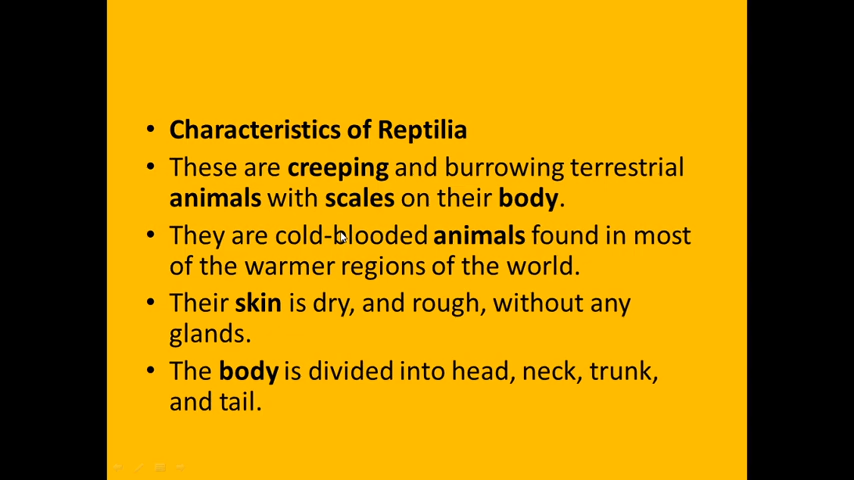 • Characteristics of Reptilia
• These are creeping and burrowing terrestrial
animals with scales on their body.
• They are cold-blooded animals found in most
of the warmer regions of the world.
• Their skin is dry, and rough, without any
glands.
• The body is divided into head, neck, trunk,
and tail.